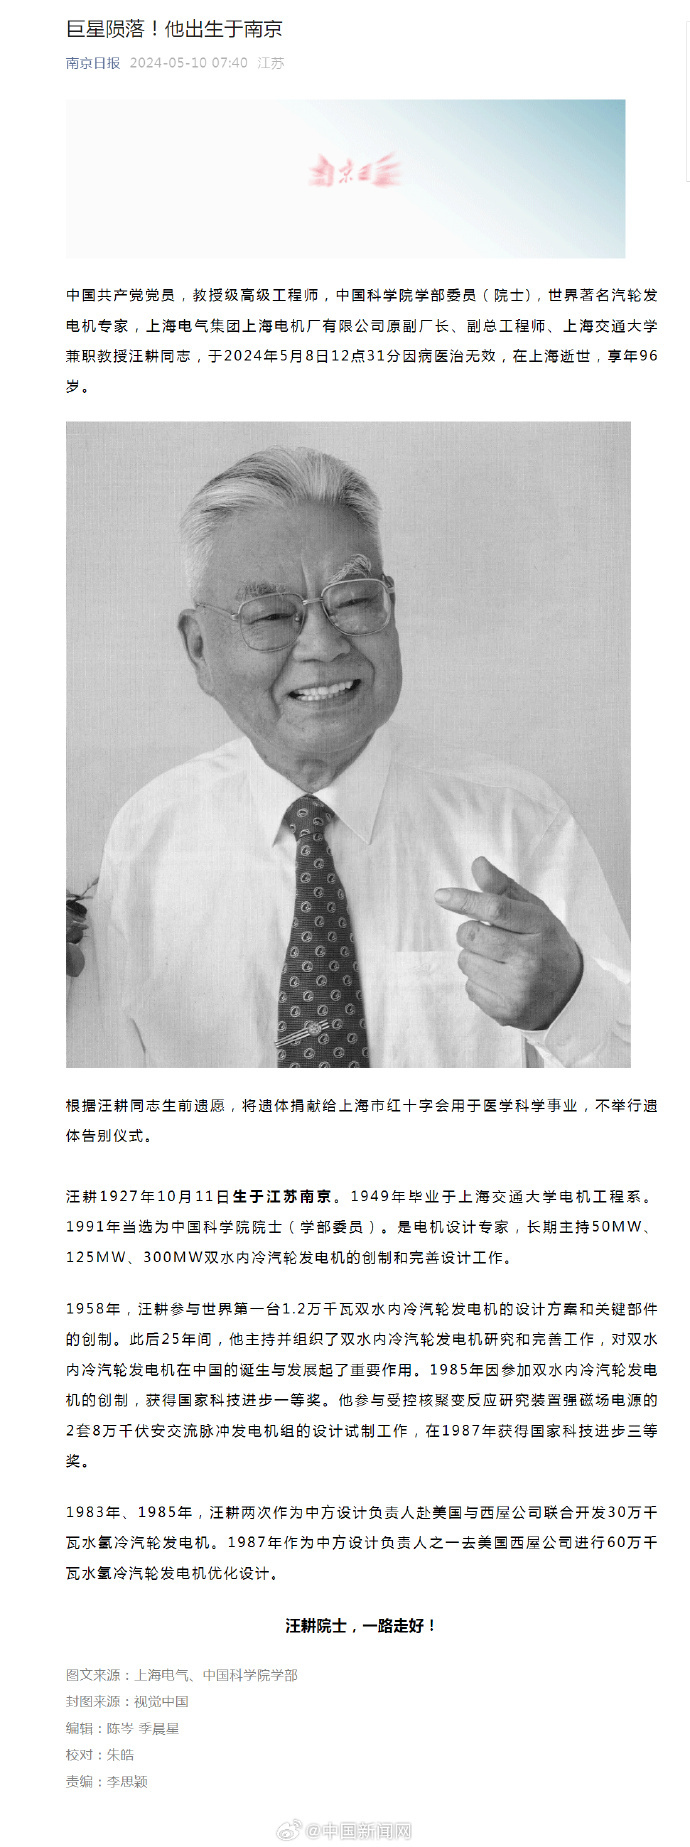 巨星陨落！他出生于南京
南京日报 2024-05-10 07:40 江苏
南京日报
中国共产党党员，教授级高级工程师，中国科学院学部委员（院士），世界著名汽轮发
电机专家，上海电气集团上海电机厂有限公司原副厂长、副总工程师、上海交通大学
兼职教授汪耕同志，于2024年5月8日12点31分因病医治无效，在上海逝世，享年96
岁。
根据汪耕同志生前遗愿，将遗体捐献给上海市红十字会用于医学科学事业，不举行遗
体告别仪式。
汪耕1927年10月11日生于江苏南京。1949年毕业于上海交通大学电机工程系。
1991年当选为中国科学院院士（学部委员）。是电机设计专家，长期主持50MW、
125MW、300MW双水内冷汽轮发电机的创制和完善设计工作。
1958年，汪耕参与世界第一台1.2万千瓦双水内冷汽轮发电机的设计方案和关键部件
的创制。此后25年间，他主持并组织了双水内冷汽轮发电机研究和完善工作，对双水
内冷汽轮发电机在中国的诞生与发展起了重要作用。1985年因参加双水内冷汽轮发电
机的创制，获得国家科技进步一等奖。他参与受控核聚变反应研究装置强磁场电源的
2套8万千伏安交流脉冲发电机组的设计试制工作，在1987年获得国家科技进步三等
奖。
1983年、1985年，汪耕两次作为中方设计负责人赴美国与西屋公司联合开发30万千
瓦水氢冷汽轮发电机。1987年作为中方设计负责人之一去美国西屋公司进行60万千
瓦水氢冷汽轮发电机优化设计。
汪耕院士，一路走好！
图文来源：上海电气、中国科学院学部
封图来源：视觉中国
编辑：陈岑 季晨星
校对：朱皓
责编：李思颖
@中国新闻网